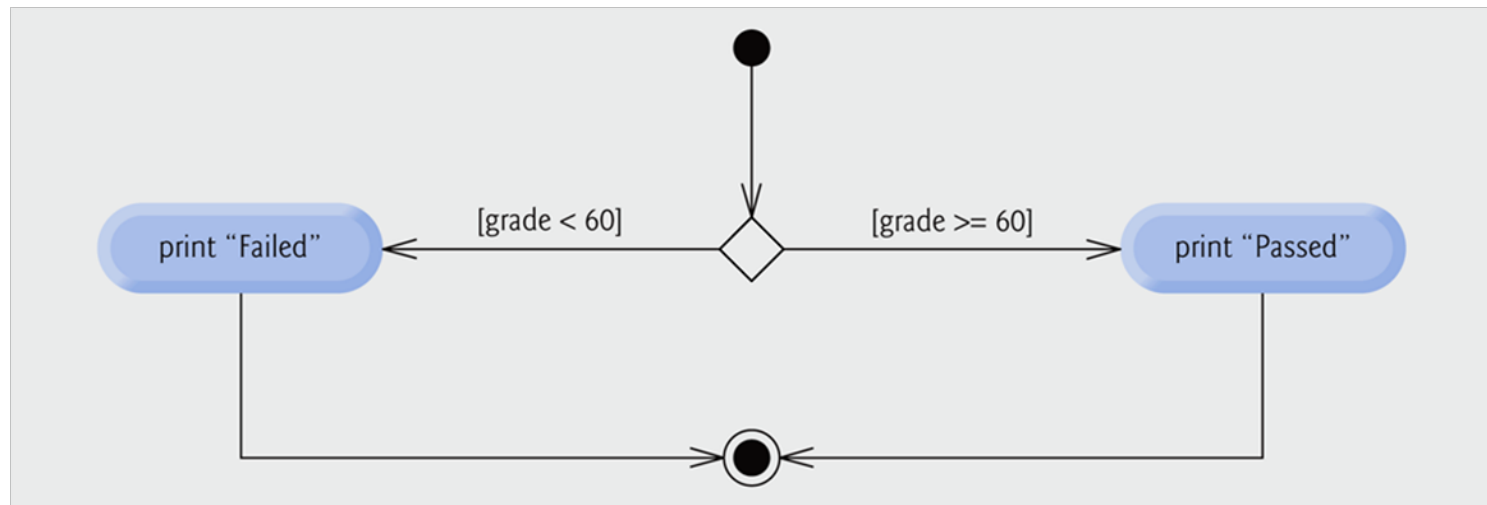 [grade < 60]
[grade >= 60]
print “Failed”
print “Passed”